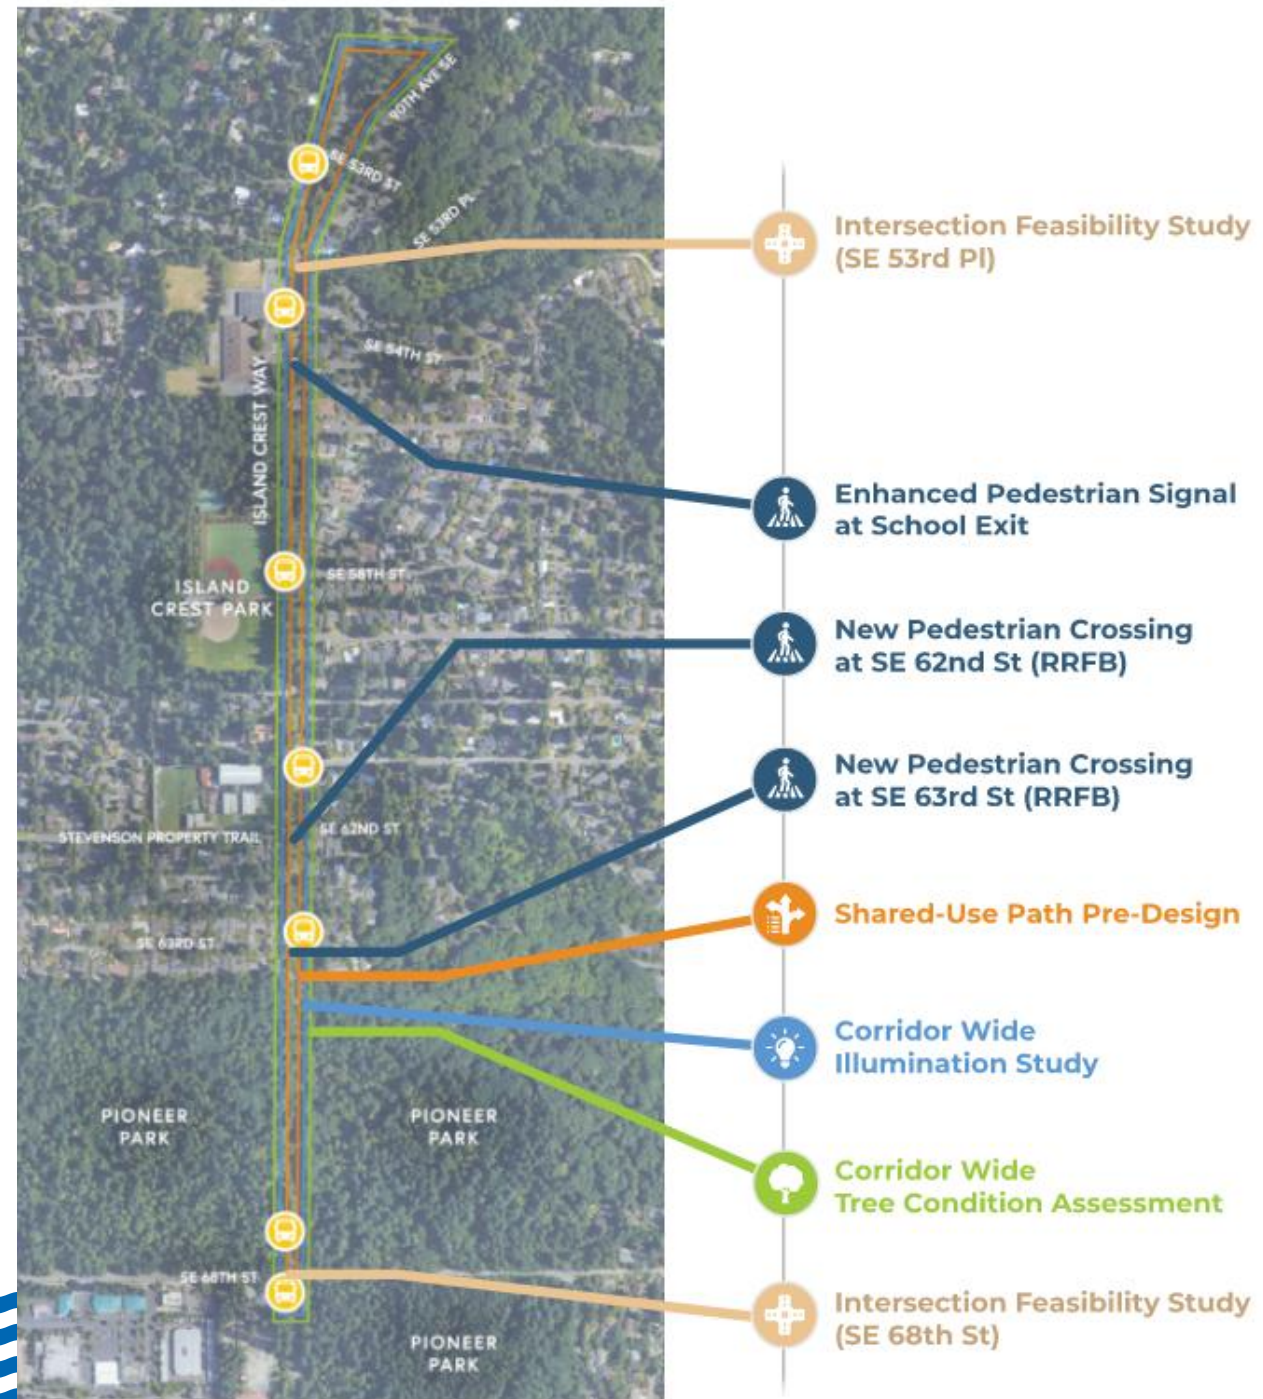 90TH AVE SE
SE 53RD ST
SE 53RD PL
SE 54TH ST
ISLAND CREST WAY
SE 58TH ST
ISLAND
CREST PARK
SE 62ND ST
STEVENSON PROPERTY TRAIL
SE 63RD ST
PIONEER
PARK
PIONEER
PARK
SE 68TH ST
PIONEER
PARK
Intersection Feasibility Study
(SE 53rd Pl)
Enhanced Pedestrian Signal
at School Exit
New Pedestrian Crossing
at SE 62nd St (RRFB)
New Pedestrian Crossing
at SE 63rd St (RRFB)
Shared-Use Path Pre-Design
Corridor Wide
Illumination Study
Corridor Wide
Tree Condition Assessment
Intersection Feasibility Study
(SE 68th St)